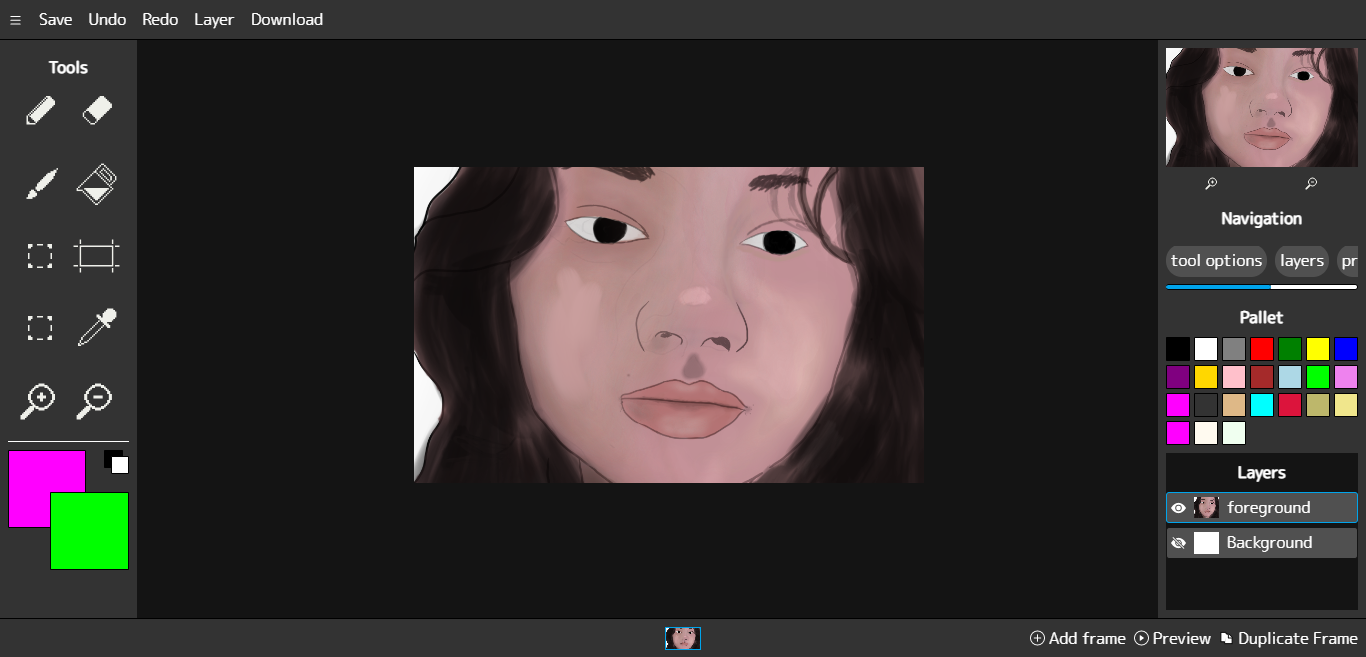 Save Undo Redo Layer Download
Tools
Navigation
tool options layers pr
Pallet
Layers
foreground
Background
Add frame Preview Duplicate Frame